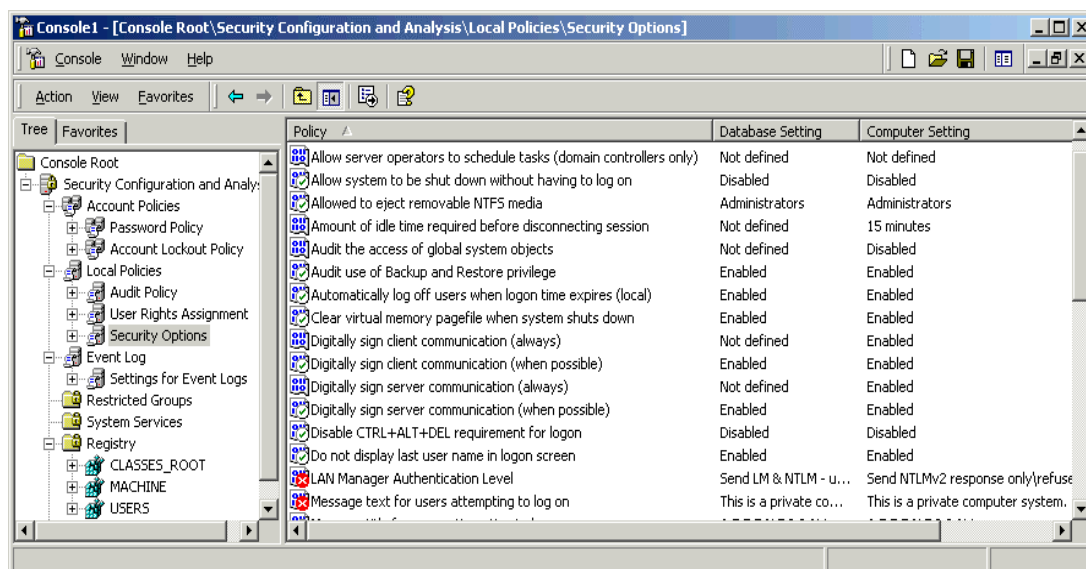 Console1 - [Console Root\Security Configuration and Analysis\Local Policies\Security Options]
Console Window Help
Action View Favorites
Tree Favorites
Console Root
Security Configuration and Analy
Account Policies
Password Policy
Account Lockout Policy
Local Policies
Audit Policy
User Rights Assignment
Security Options
Event Log
Settings for Event Logs
Restricted Groups
System Services
Registry
CLASSES_ROOT
MACHINE
USERS
Policy Database Setting Computer Setting
Allow server operators to schedule tasks (domain controllers only) Not defined Not defined
Allow system to be shut down without having to log on Disabled Disabled
Allowed to eject removable NTFS media Administrators Administrators
Amount of idle time required before disconnecting session Not defined 15 minutes
Audit the access of global system objects Not defined Disabled
Audit use of Backup and Restore privilege Enabled Enabled
Automatically log off users when logon time expires (local) Enabled Enabled
Clear virtual memory pagefile when system shuts down Enabled Enabled
Digitally sign client communication (always) Not defined Enabled
Digitally sign client communication (when possible) Enabled Enabled
Digitally sign server communication (always) Not defined Enabled
Digitally sign server communication (when possible) Enabled Enabled
Disable CTRL+ALT+DEL requirement for logon Disabled Disabled
Do not display last user name in logon screen Enabled Enabled
LAN Manager Authentication Level Send LM & NTLM - u... Send NTLMv2 response only\refuse
Message text for users attempting to log on This is a private co... This is a private computer system.